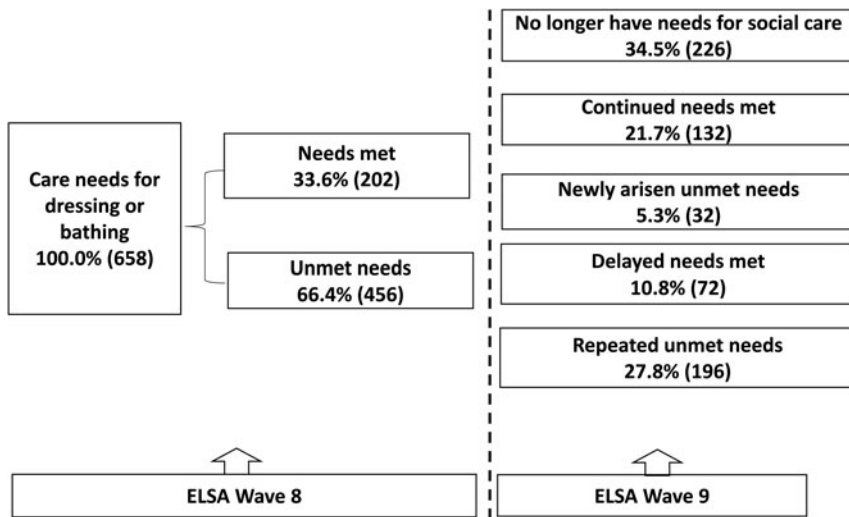 Care needs for
dressing or
bathing
100.0% (658)
Needs met
33.6% (202)
Unmet needs
66.4% (456)
ELSA Wave 8
No longer have needs for social care
34.5% (226)
Continued needs met
21.7% (132)
Newly arisen unmet needs
5.3% (32)
Delayed needs met
10.8% (72)
Repeated unmet needs
27.8% (196)
ELSA Wave 9